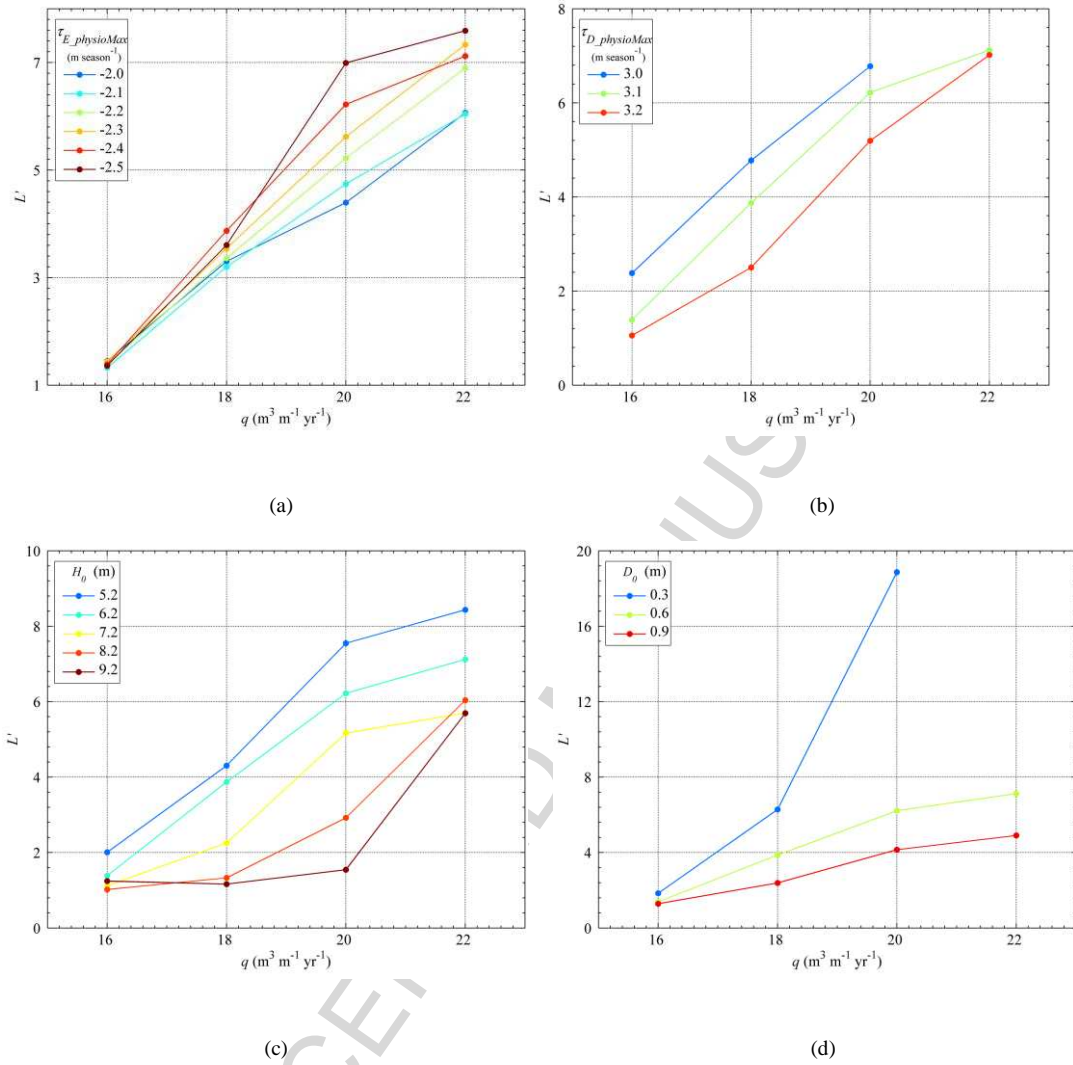 τE_physioMax
(m season-1)
-2.0
-2.1
-2.2
-2.3
-2.4
-2.5
7
5
3
1
L'
16 18 20 22
q (m3 m-1 yr-1)
(a)
τD_physioMax
(m season-1)
3.0
3.1
3.2
8
6
4
2
0
L'
16 18 20 22
q (m3 m-1 yr-1)
(b)
H0 (m)
5.2
6.2
7.2
8.2
9.2
10
8
6
4
2
0
L'
16 18 20 22
q (m3 m-1 yr-1)
(c)
D0 (m)
0.3
0.6
0.9
20
16
12
8
4
0
L'
16 18 20 22
q (m3 m-1 yr-1)
(d)